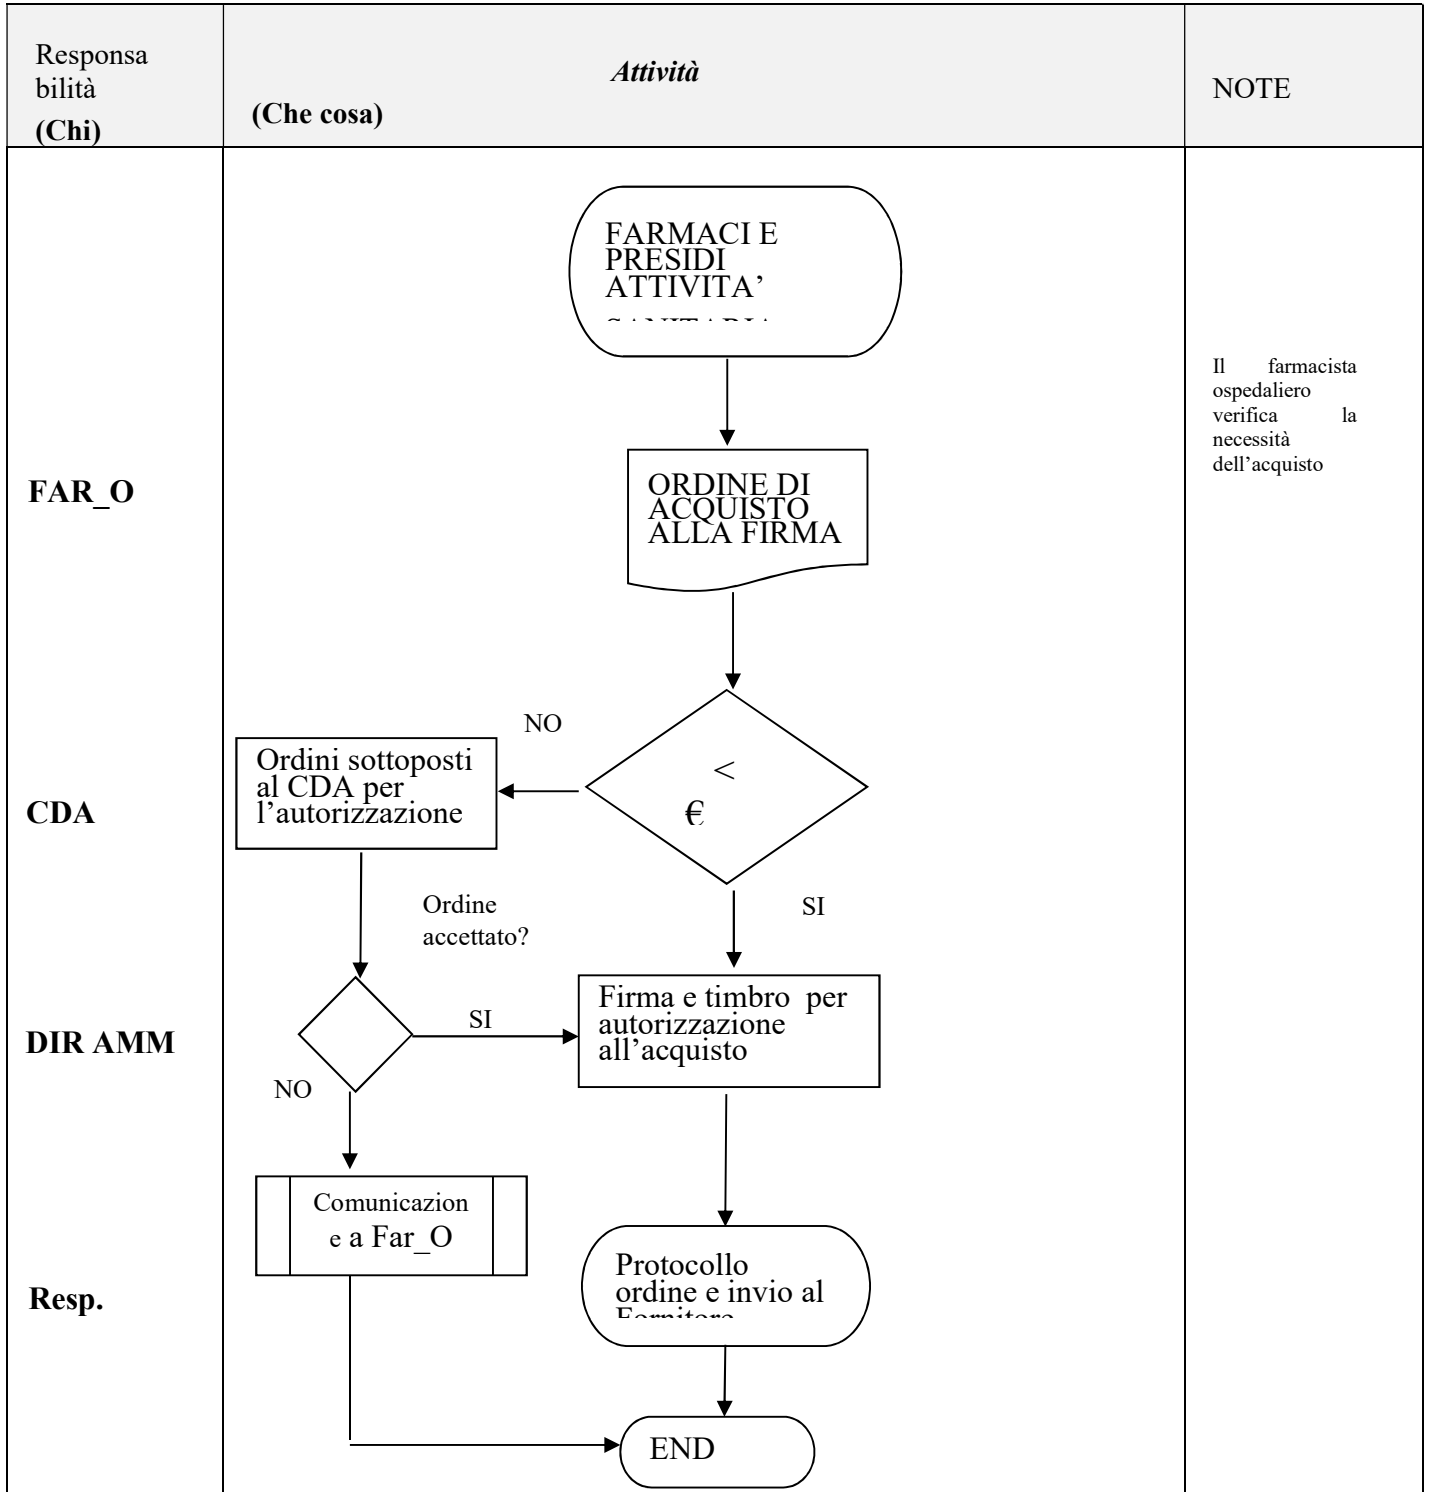 Responsa
bilità
(Chi)
Attività
(Che cosa)
NOTE
FARMACI E
PRESIDI
ATTIVITA’
SANITARIA
Il farmacista
ospedaliero
verifica la
necessità
dell’acquisto
FAR_O
ORDINE DI
ACQUISTO
ALLA FIRMA
NO
Ordini sottoposti
al CDA per
l’autorizzazione
<
€
CDA
Ordine
accettato?
SI
DIR AMM
SI
Firma e timbro per
autorizzazione
all’acquisto
NO
Comunicazion
e a Far_O
Resp.
Protocollo
ordine e invio al
Fornitore
END